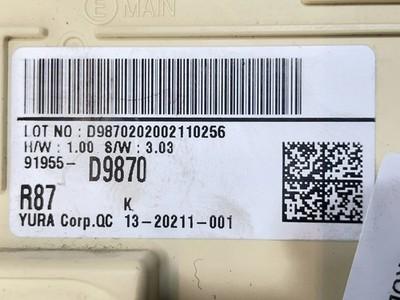 E MAIN
LOT NO : D9870202002110256
H/W : 1.00 S/W : 3.03
91955- D9870
R87 K
YURA Corp.QC 13-20211-001